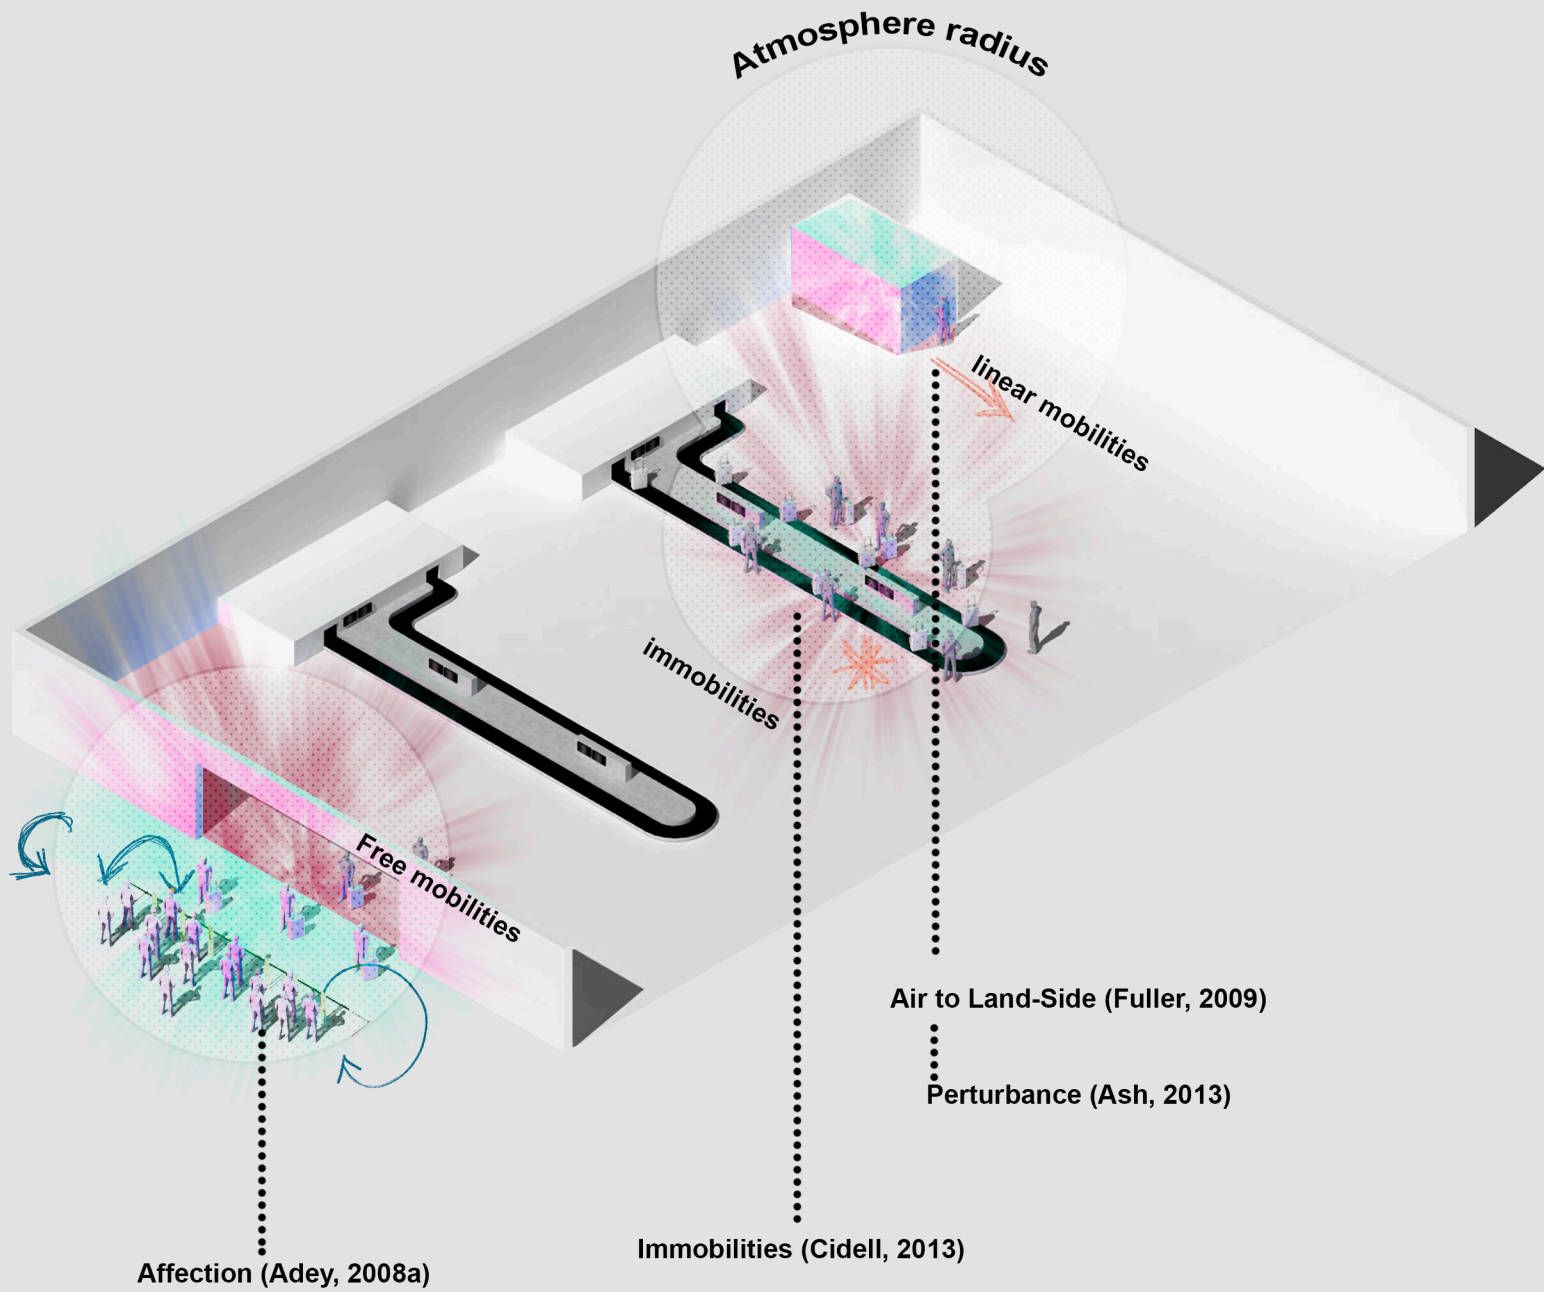 Atmosphere radius
linear mobilities
immobilities
Free mobilities
Air to Land-Side (Fuller, 2009)
Perturbance (Ash, 2013)
Immobilities (Cidell, 2013)
Affection (Adey, 2008a)